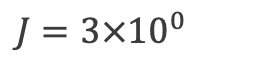 J = 3×10⁰